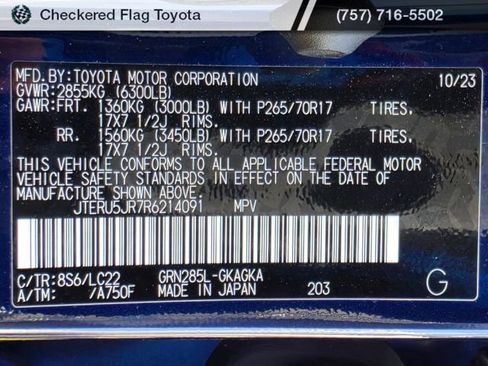 Checkered Flag Toyota (757) 716-5502
MFD.BY:TOYOTA MOTOR CORPORATION 10/23
GVWR:2855KG (6300LB)
GAWR:FRT. 1360KG (3000LB) WITH P265/70R17 TIRES.
17X7 1/2J RIMS.
RR. 1560KG (3450LB) WITH P265/70R17 TIRES.
17X7 1/2J RIMS.
THIS VEHICLE CONFORMS TO ALL APPLICABLE FEDERAL MOTOR
VEHICLE SAFETY STANDARDS IN EFFECT ON THE DATE OF
MANUFACTURE SHOWN ABOVE.
JTERU5JR7R6214091 MPV
C/TR:8S6/LC22 GRN285L-GKAGKA
A/TM: /A750F MADE IN JAPAN 203 G